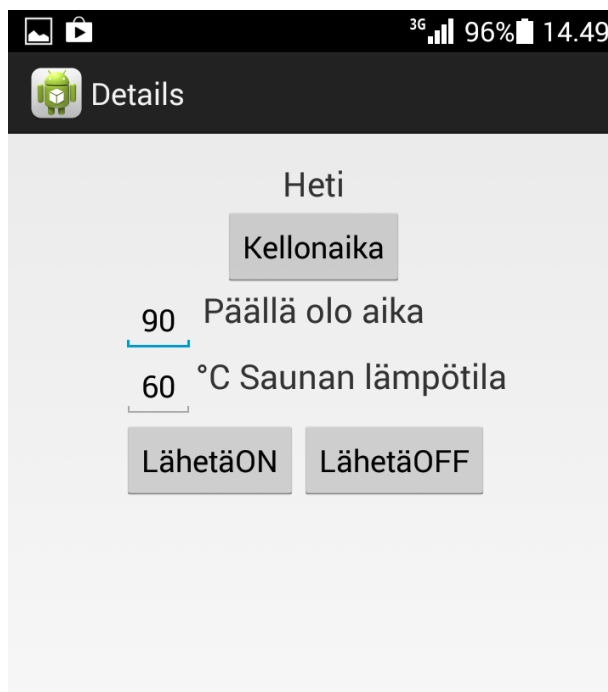 3G 96% 14.49
Details
Heti
Kellonaika
90 Päällä olo aika
60 °C Saunan lämpötila
LähetäON LähetäOFF